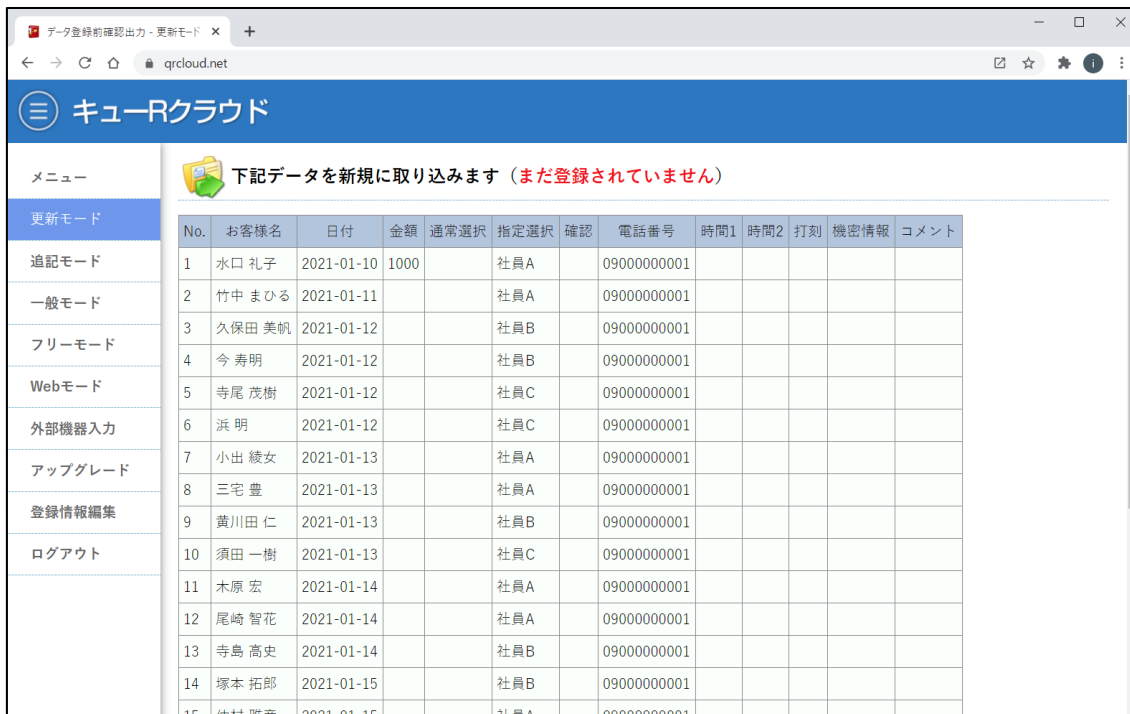 データ登録前確認出力 - 更新モード
qrcloud.net
i
キューRクラウド
メニュー
更新モード
追記モード
一般モード
フリーモード
Webモード
外部機器入力
アップグレード
登録情報編集
ログアウト
下記データを新規に取り込みます（まだ登録されていません）
No. お客様名 日付 金額 通常選択 指定選択 確認 電話番号 時間1 時間2 打刻 機密情報 コメント
1 水口 礼子 2021-01-10 1000 社員A 09000000001
2 竹中 まひる 2021-01-11 社員A 09000000001
3 久保田 美帆 2021-01-12 社員B 09000000001
4 今 寿明 2021-01-12 社員B 09000000001
5 寺尾 茂樹 2021-01-12 社員C 09000000001
6 浜 明 2021-01-12 社員C 09000000001
7 小出 綾女 2021-01-13 社員A 09000000001
8 三宅 豊 2021-01-13 社員A 09000000001
9 黄川田 仁 2021-01-13 社員B 09000000001
10 須田 一樹 2021-01-13 社員C 09000000001
11 木原 宏 2021-01-14 社員A 09000000001
12 尾崎 智花 2021-01-14 社員A 09000000001
13 寺島 高史 2021-01-14 社員B 09000000001
14 塚本 拓郎 2021-01-15 社員B 09000000001
15 2021-01-15 社員A 09000000001